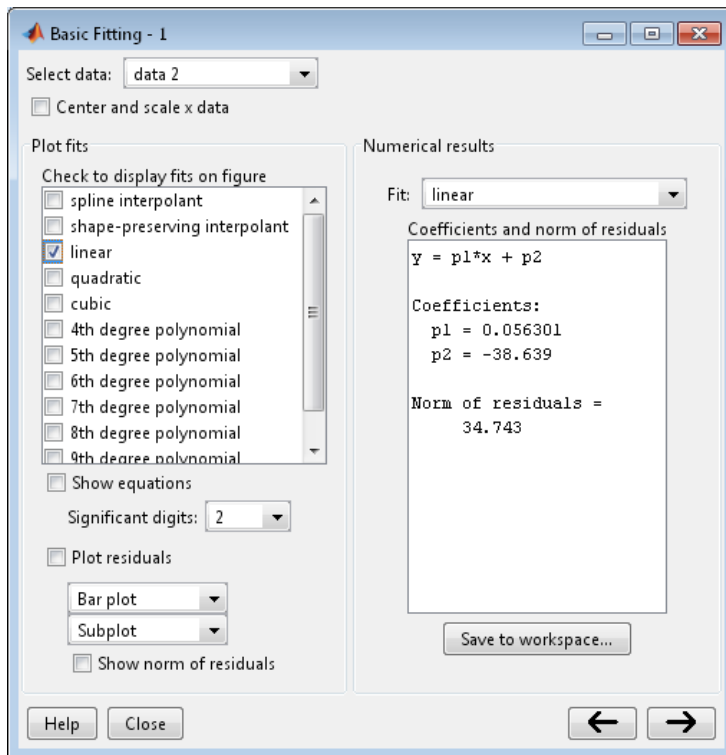 Basic Fitting - 1
Select data: data 2
Center and scale x data
Plot fits
Check to display fits on figure
spline interpolant
shape-preserving interpolant
linear
quadratic
cubic
4th degree polynomial
5th degree polynomial
6th degree polynomial
7th degree polynomial
8th degree polynomial
9th degree polynomial
Show equations
Significant digits: 2
Plot residuals
Bar plot
Subplot
Show norm of residuals
Numerical results
Fit: linear
Coefficients and norm of residuals
y = p1*x + p2
Coefficients:
p1 = 0.056301
p2 = -38.639
Norm of residuals =
34.743
Save to workspace...
Help Close